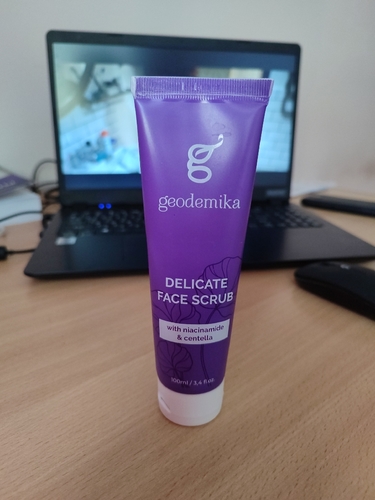 geodemika
DELICATE
FACE SCRUB
with niacinamide
& centella
100ml / 3,4 fl oz